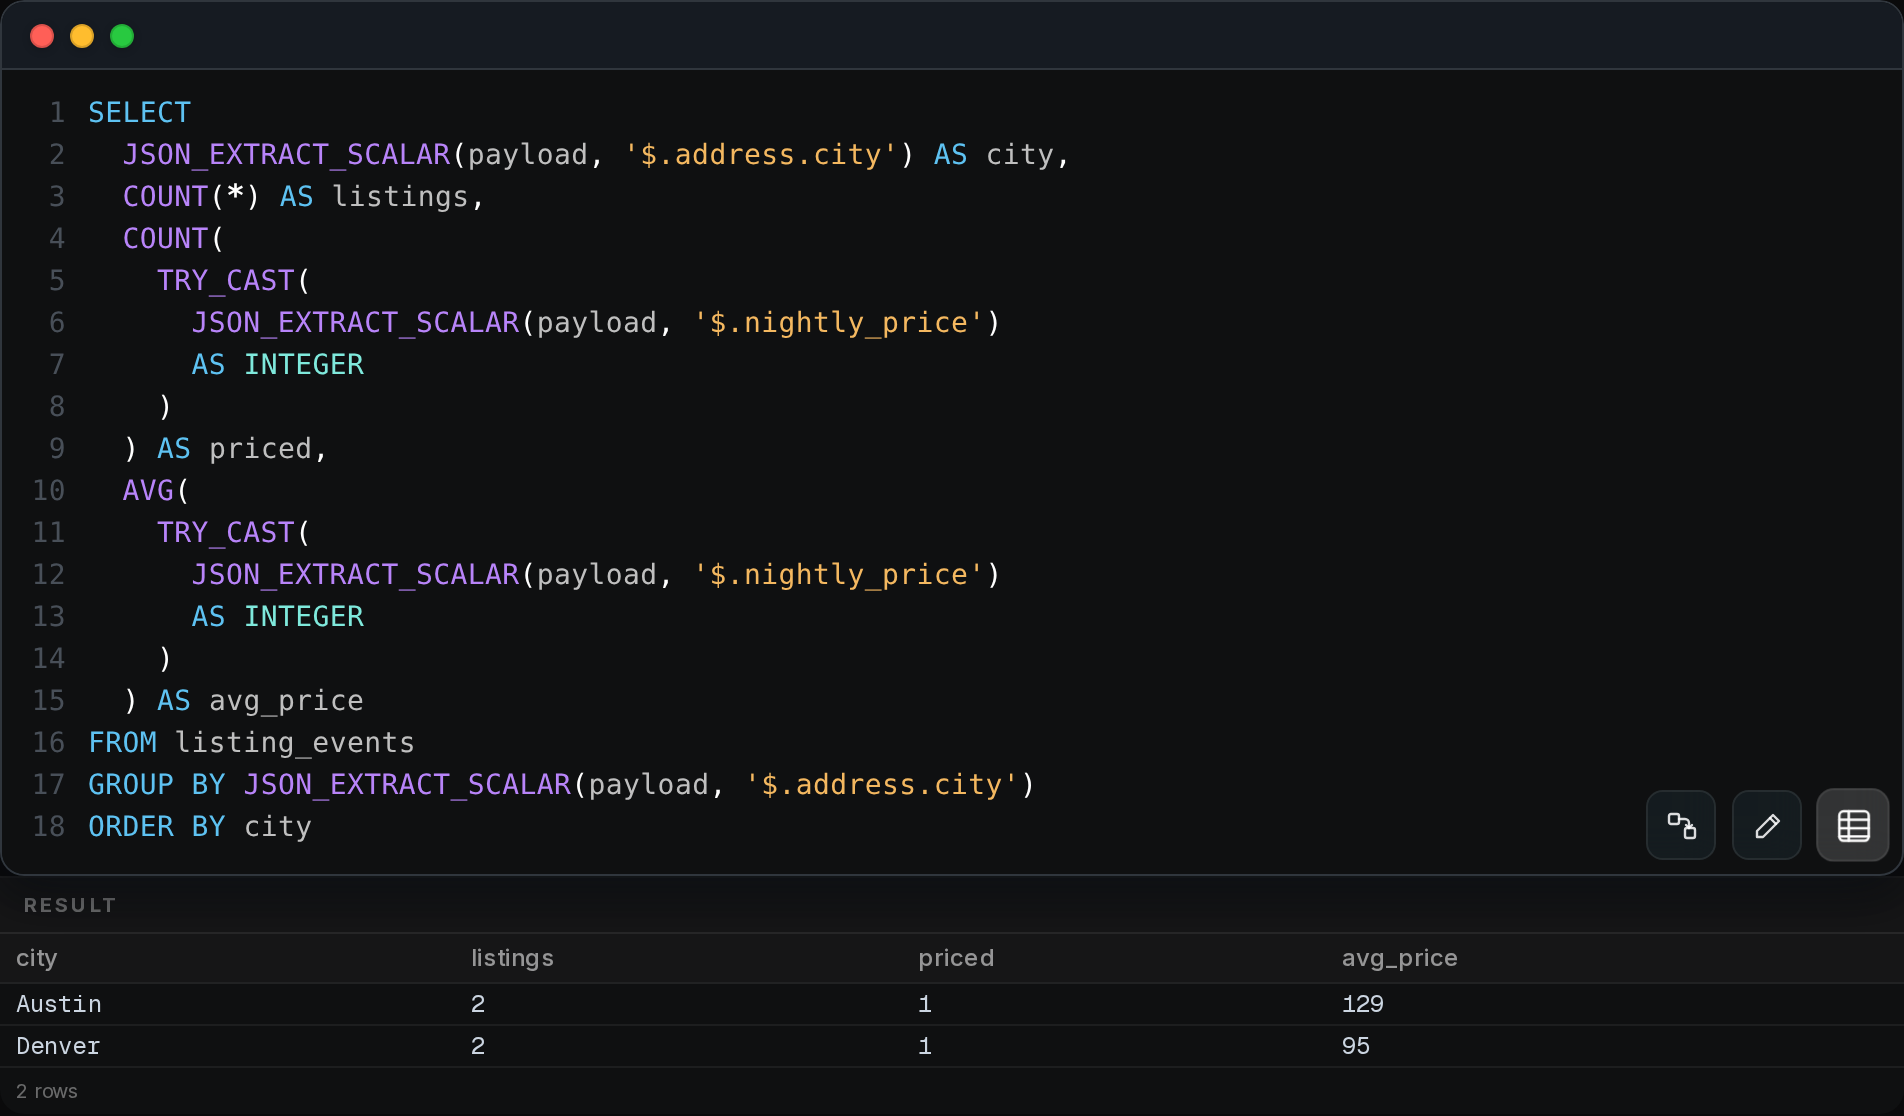 1 SELECT
2   JSON_EXTRACT_SCALAR(payload, '$.address.city') AS city,
3   COUNT(*) AS listings,
4   COUNT(
5     TRY_CAST(
6       JSON_EXTRACT_SCALAR(payload, '$.nightly_price')
7       AS INTEGER
8     )
9   ) AS priced,
10   AVG(
11     TRY_CAST(
12       JSON_EXTRACT_SCALAR(payload, '$.nightly_price')
13       AS INTEGER
14     )
15   ) AS avg_price
16 FROM listing_events
17 GROUP BY JSON_EXTRACT_SCALAR(payload, '$.address.city')
18 ORDER BY city
RESULT
city listings priced avg_price
Austin 2 1 129
Denver 2 1 95
2 rows